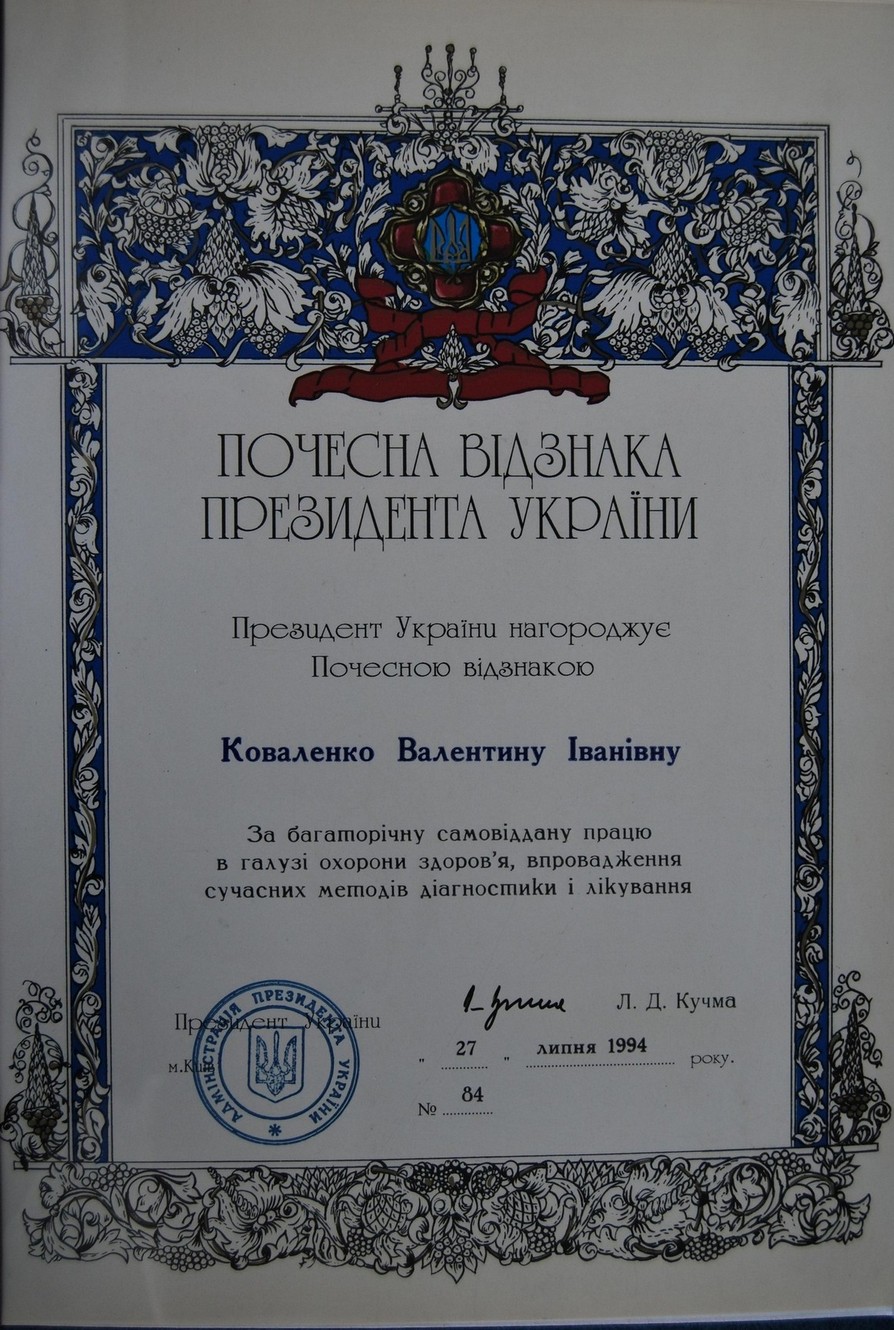 ПОЧЕСНА ВІДЗНАКА
ПРЕЗИДЕНТА УКРАЇНИ
Президент України нагороджує
Почесною відзнакою
Коваленко Валентину Іванівну
За багаторічну самовіддану працю
в галузі охорони здоров'я, впровадження
сучасних методів діагностики і лікування
Президент України
Л. Д. Кучма
м.Київ
" 27 " липня 1994 року.
№ 84
АДМІНІСТРАЦІЯ ПРЕЗИДЕНТА УКРАЇНИ